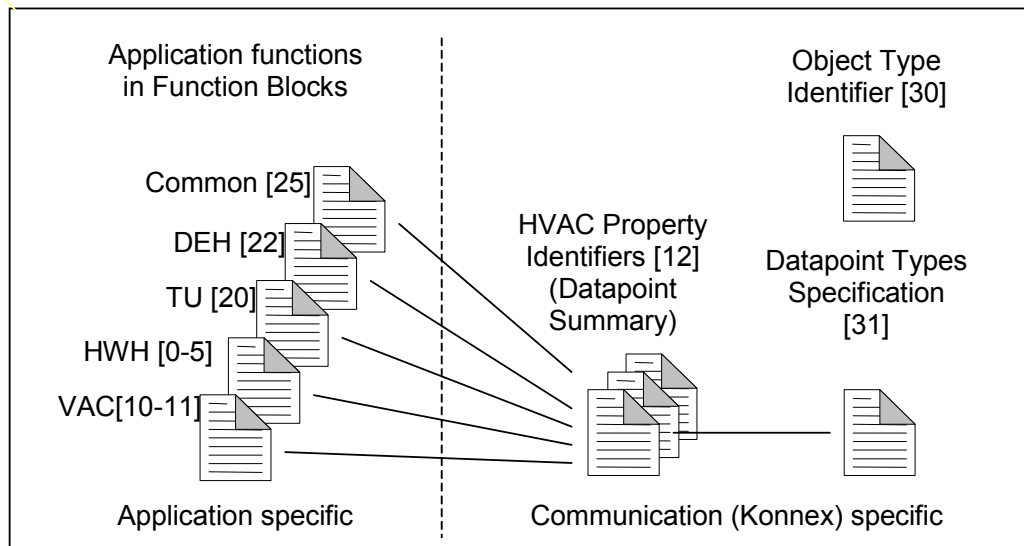 Application functions
in Function Blocks
Common [25]
DEH [22]
TU [20]
HWH [0-5]
VAC[10-11]
Application specific
Object Type
Identifier [30]
HVAC Property
Identifiers [12]
(Datapoint
Summary)
Datapoint Types
Specification
[31]
Communication (Konnex) specific